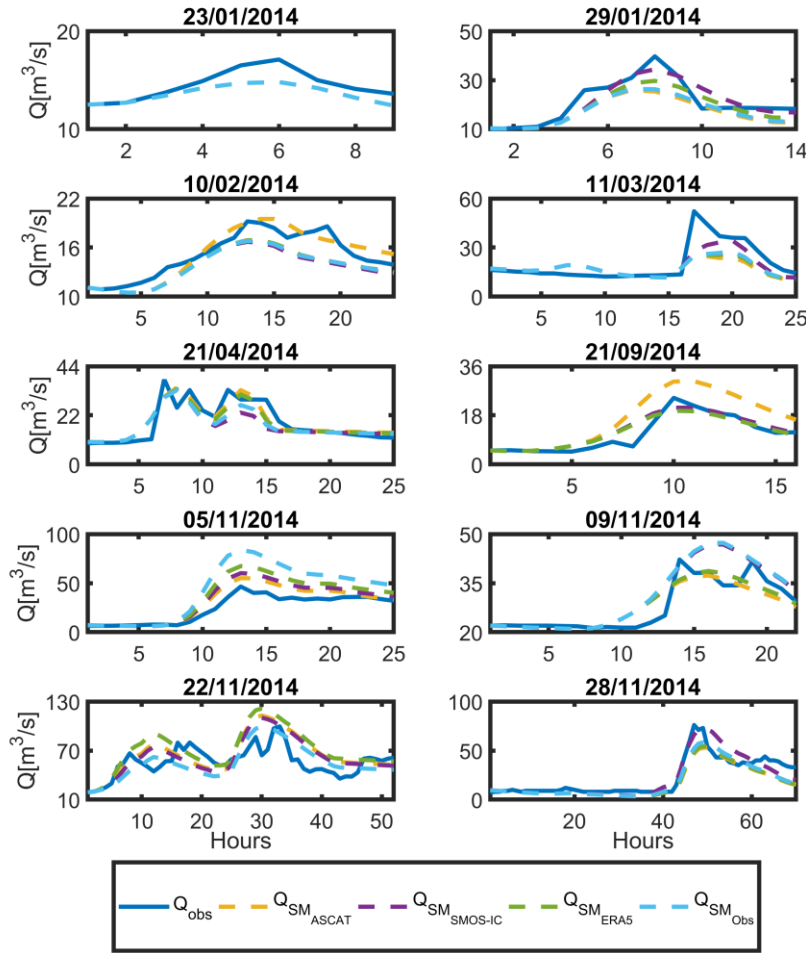 23/01/2014
29/01/2014
Q[m³/s]
20
10
2 4 6 8
50
30
10
2 6 10 14
10/02/2014
11/03/2014
Q[m³/s]
22
16
10
5 10 15 20
60
30
0
5 10 15 20 25
21/04/2014
21/09/2014
Q[m³/s]
44
22
0
5 10 15 20 25
36
18
0
5 10 15
05/11/2014
09/11/2014
Q[m³/s]
100
50
0
5 10 15 20 25
50
35
20
5 10 15 20
22/11/2014
28/11/2014
Q[m³/s]
130
70
10
10 20 30 40 50
Hours
100
50
0
20 40 60
Hours
Q_obs Q_SM_ASCAT Q_SM_SMOS-IC Q_SM_ERA5 Q_SM_Obs